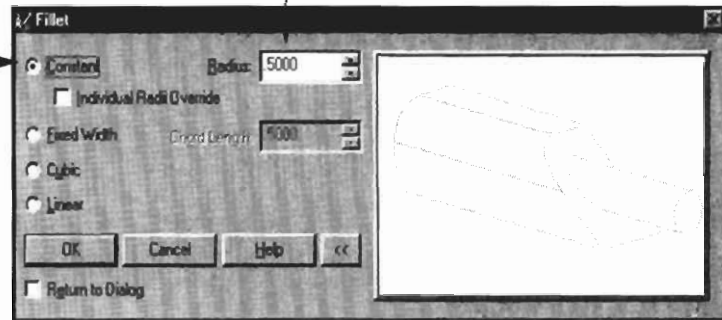 Fillet
Constant Radius: 5000
Individual Radii Override
Fixed Width Chord Length: 5000
Cubic
Linear
OK Cancel Help <<
Return to Dialog